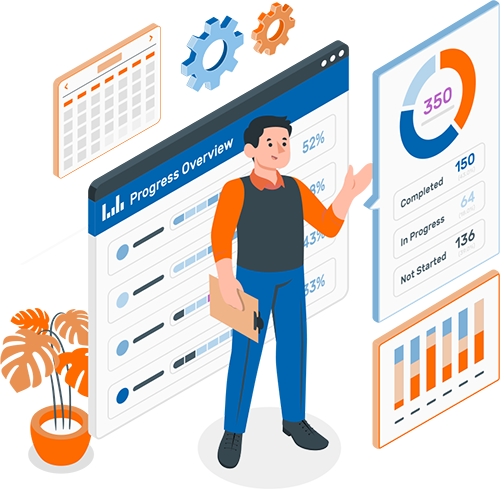 Progress Overview
52%
350
Completed 150
In Progress 64
Not Started 136